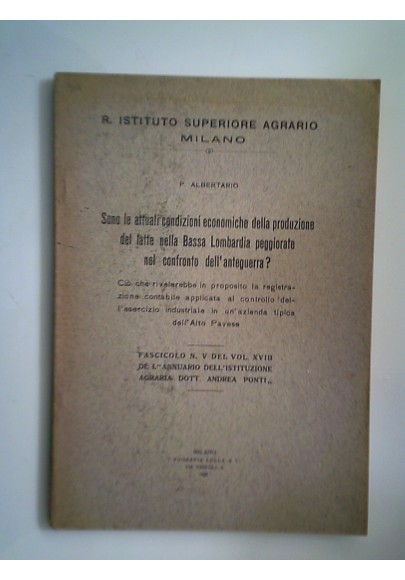 R. ISTITUTO SUPERIORE AGRARIO
MILANO
P. ALBERTARIO
Sono le attuali condizioni economiche della produzione
del latte nella Bassa Lombardia peggiorate
nel confronto dell'anteguerra?
Ciò che rivelerebbe in proposito la registra-
zione contabile applicata al controllo del-
l'esercizio industriale in un'azienda tipica
dell'Alto Pavese
FASCICOLO N. V DEL VOL. XVIII
DE L'"ANNUARIO DELL'ISTITUZIONE
AGRARIA DOTT. ANDREA PONTI"
MILANO